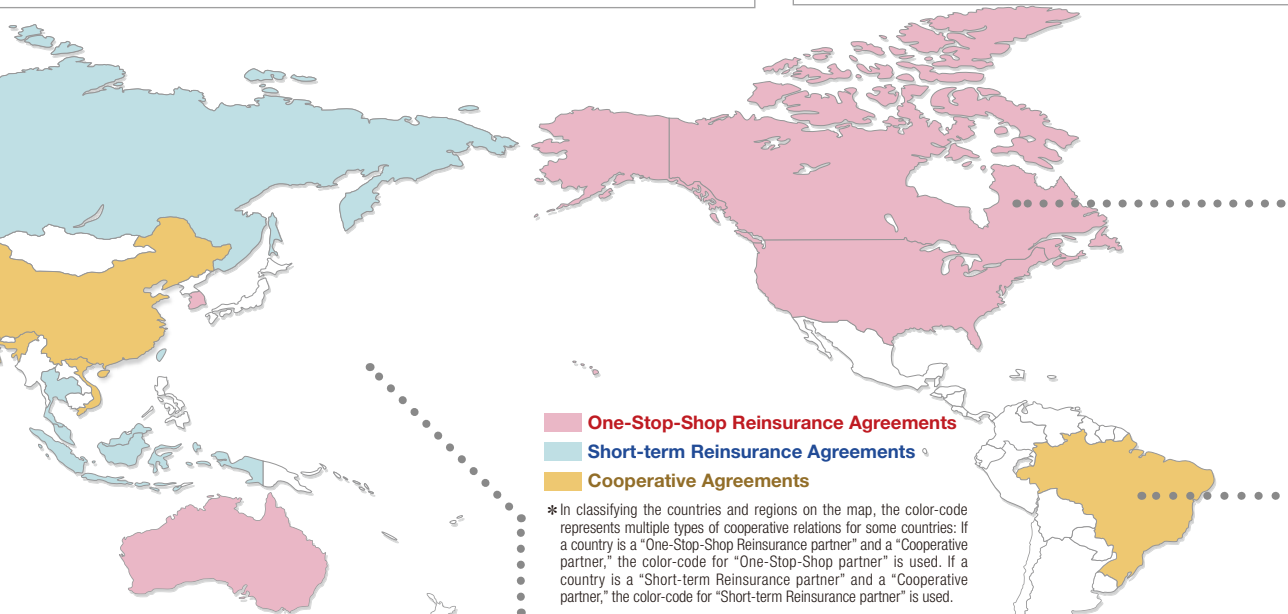 One-Stop-Shop Reinsurance Agreements
Short-term Reinsurance Agreements
Cooperative Agreements
* In classifying the countries and regions on the map, the color-code
represents multiple types of cooperative relations for some countries: If
a country is a “One-Stop-Shop Reinsurance partner” and a “Cooperative
partner,” the color-code for “One-Stop-Shop partner” is used. If a
country is a “Short-term Reinsurance partner” and a “Cooperative
partner,” the color-code for “Short-term Reinsurance partner” is used.